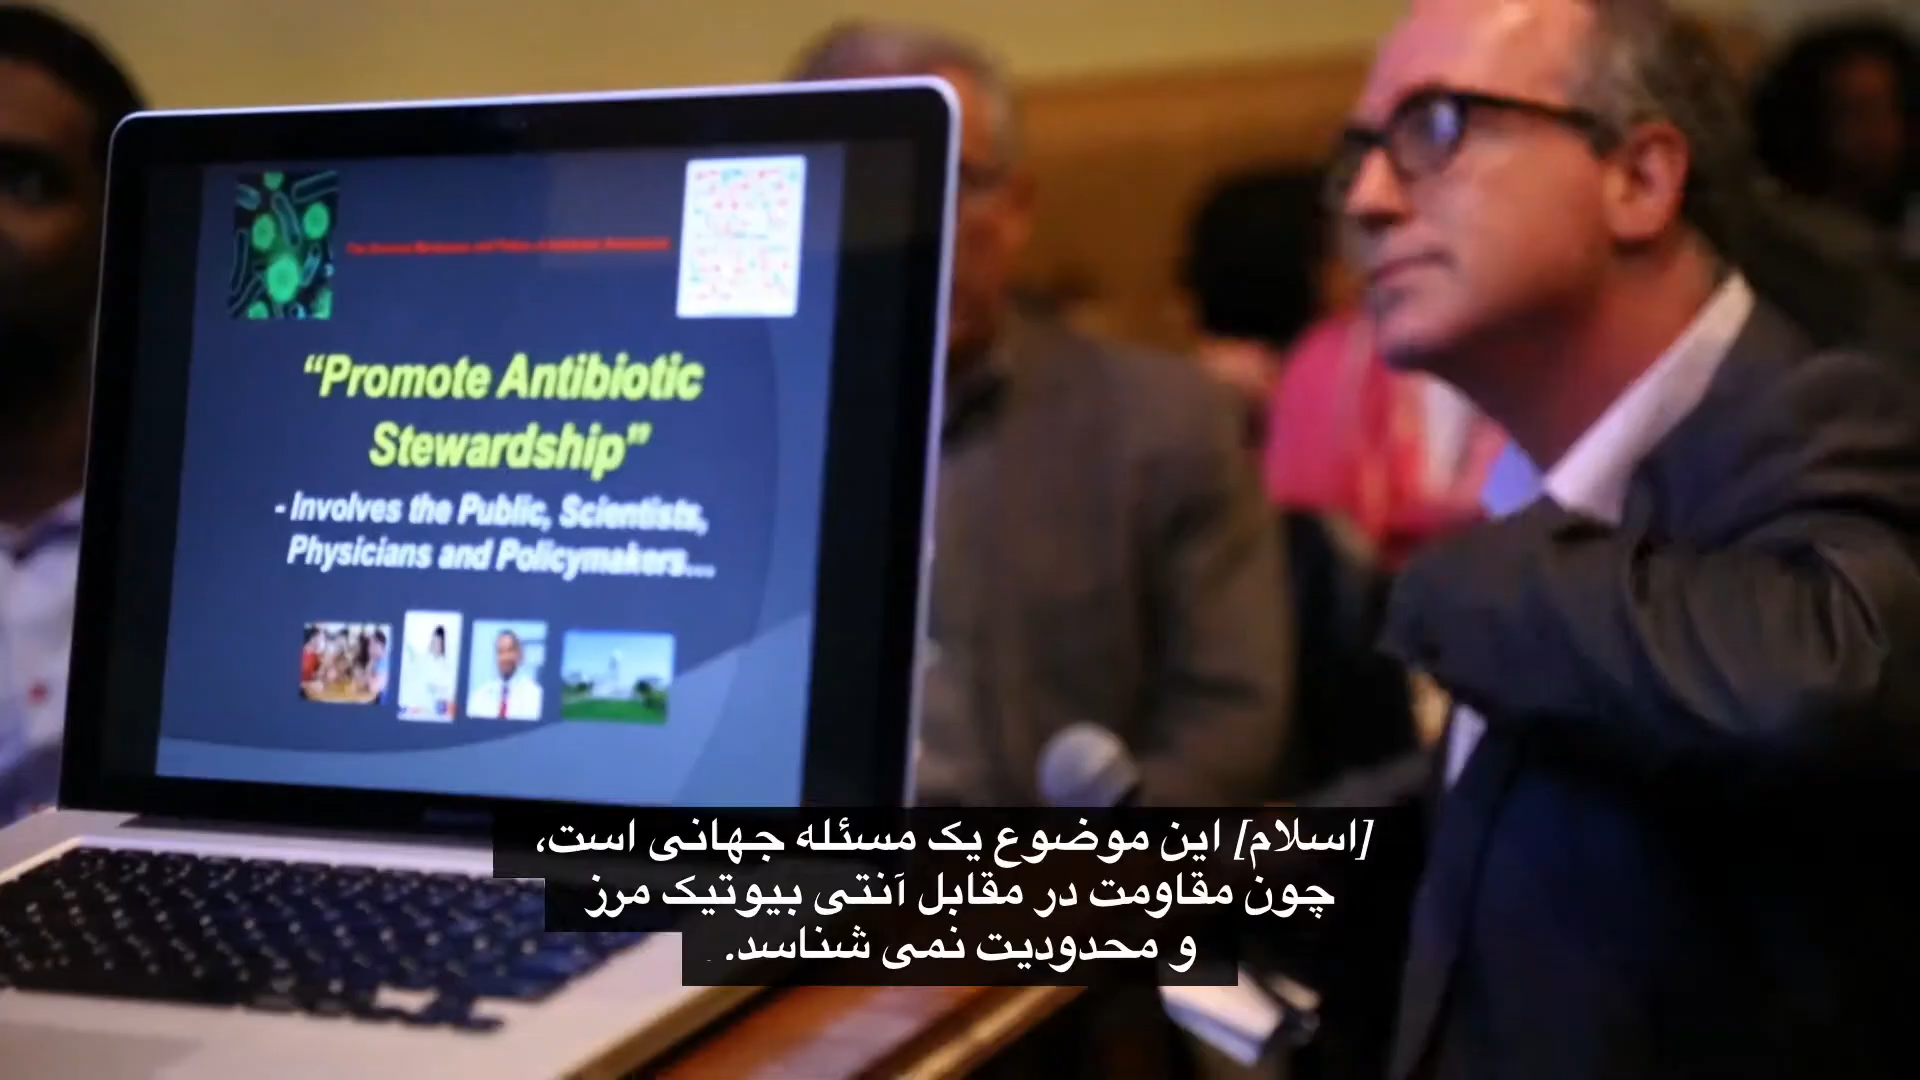 “Promote Antibiotic
Stewardship”
- Involves the Public, Scientists,
Physicians and Policymakers...
[اسلام] این موضوع یک مسئله جهانی است،
چون مقاومت در مقابل آنتی بیوتیک مرز
و محدودیت نمی شناسد.